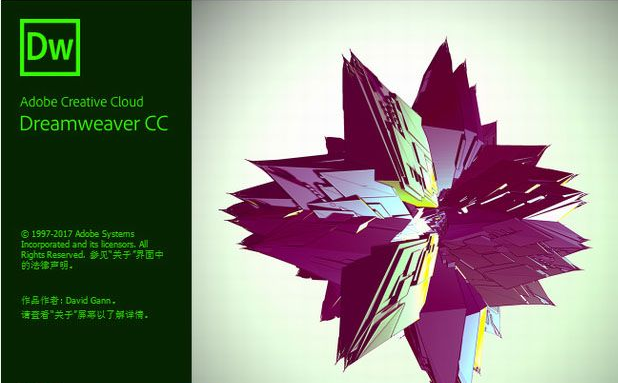 Dw
Adobe Creative Cloud
Dreamweaver CC
© 1997-2017 Adobe Systems
Incorporated and its licensors. All
Rights Reserved. 参见“关于”界面中
的法律声明。
作品作者: David Gann。
请查看“关于”屏幕以了解详情。